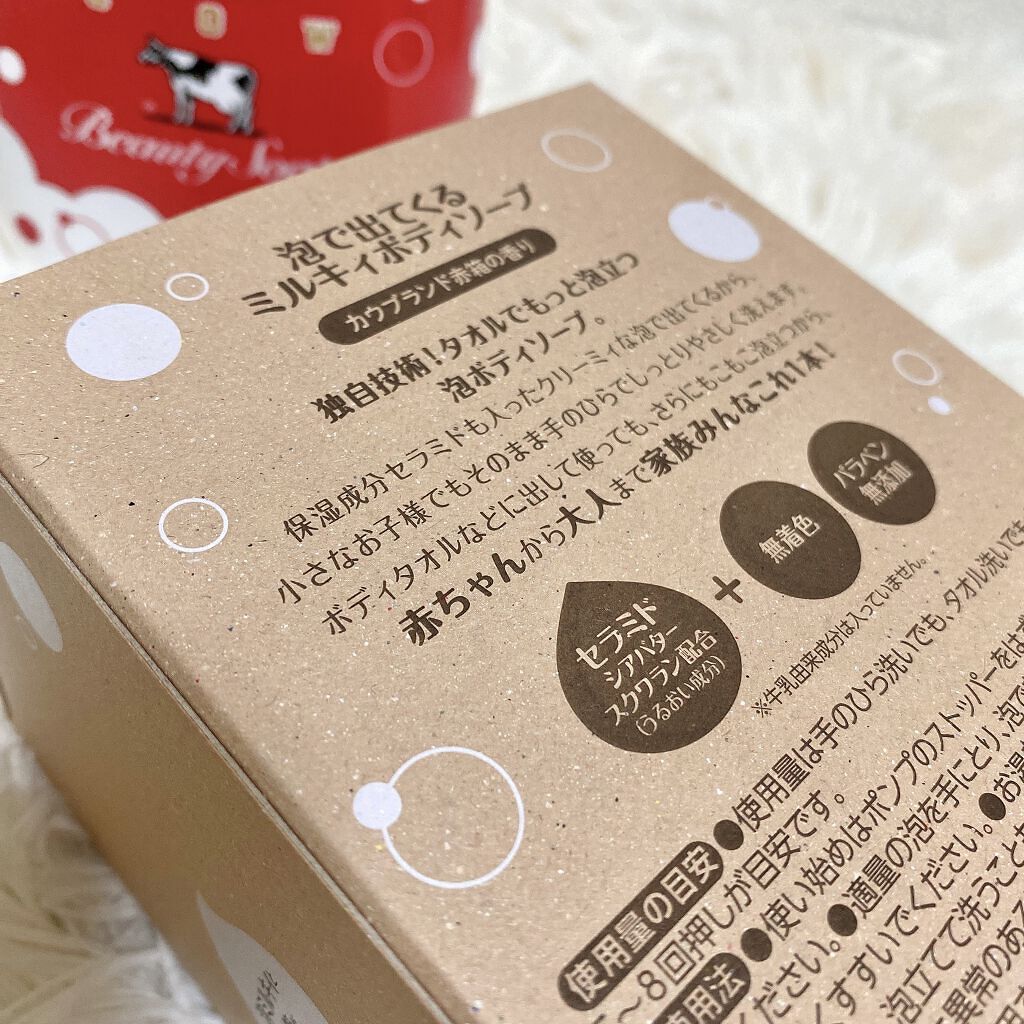 COW
Beauty Soap
泡で出てくる
ミルキィボディソープ
カウブランド赤箱の香り
独自技術！タオルでもっと泡立つ
泡ボディソープ。
保湿成分セラミドも入ったクリーミィな泡で出てくるから、
小さなお子様でもそのまま手のひらでしっとりやさしく洗えます。
ボディタオルなどに出して使っても、さらにもこもこ泡立つから、
赤ちゃんから大人まで家族みんなこれ1本！
セラミド
シアバター
スクワラン配合
(うるおい成分)
+
無着色
パラベン
無添加
※牛乳由来成分は入っていません。
使用量の目安
●使用量は手のひら洗いでも、タオル洗いでも
～8回押しが目安です。
用法
●使い始めはポンプのストッパーをはず
ください。●適量の泡を手にとり、泡で
くすすいでください。●お湯
泡立てて洗うこと
異常のある